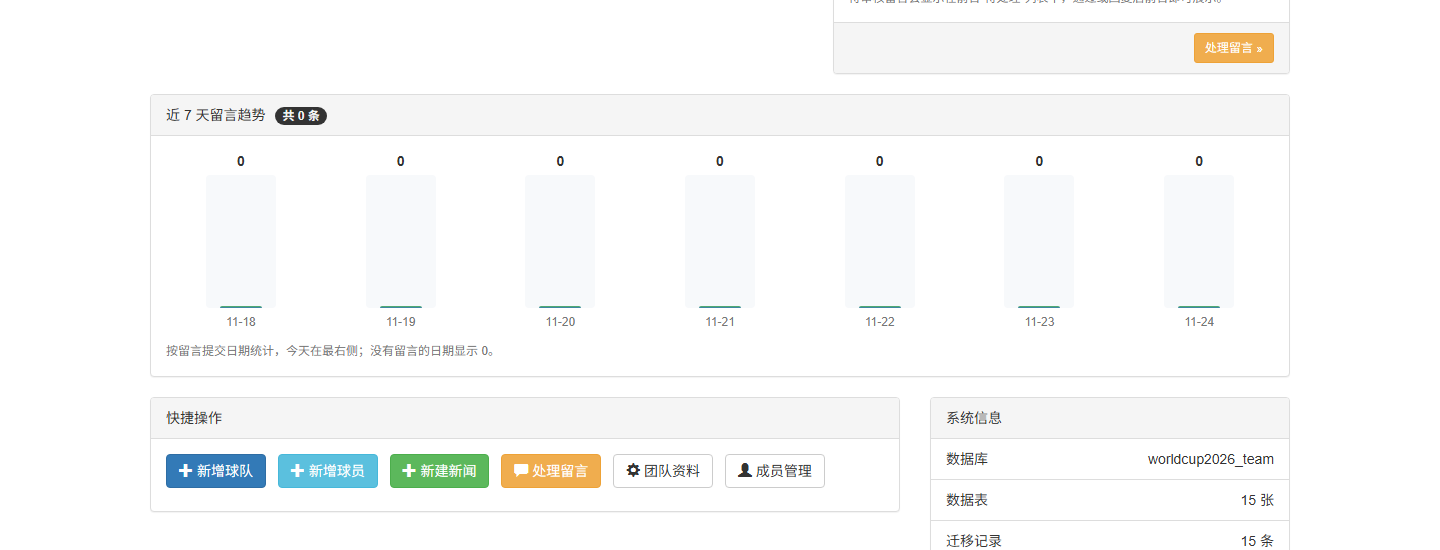 处理留言 »
近 7 天留言趋势 共 0 条
0 0 0 0 0 0 0
11-18 11-19 11-20 11-21 11-22 11-23 11-24
按留言提交日期统计，今天在最右侧；没有留言的日期显示 0。
快捷操作
新增球队 新增球员 新建新闻 处理留言 团队资料 成员管理
系统信息
数据库 worldcup2026_team
数据表 15 张
迁移记录 15 条